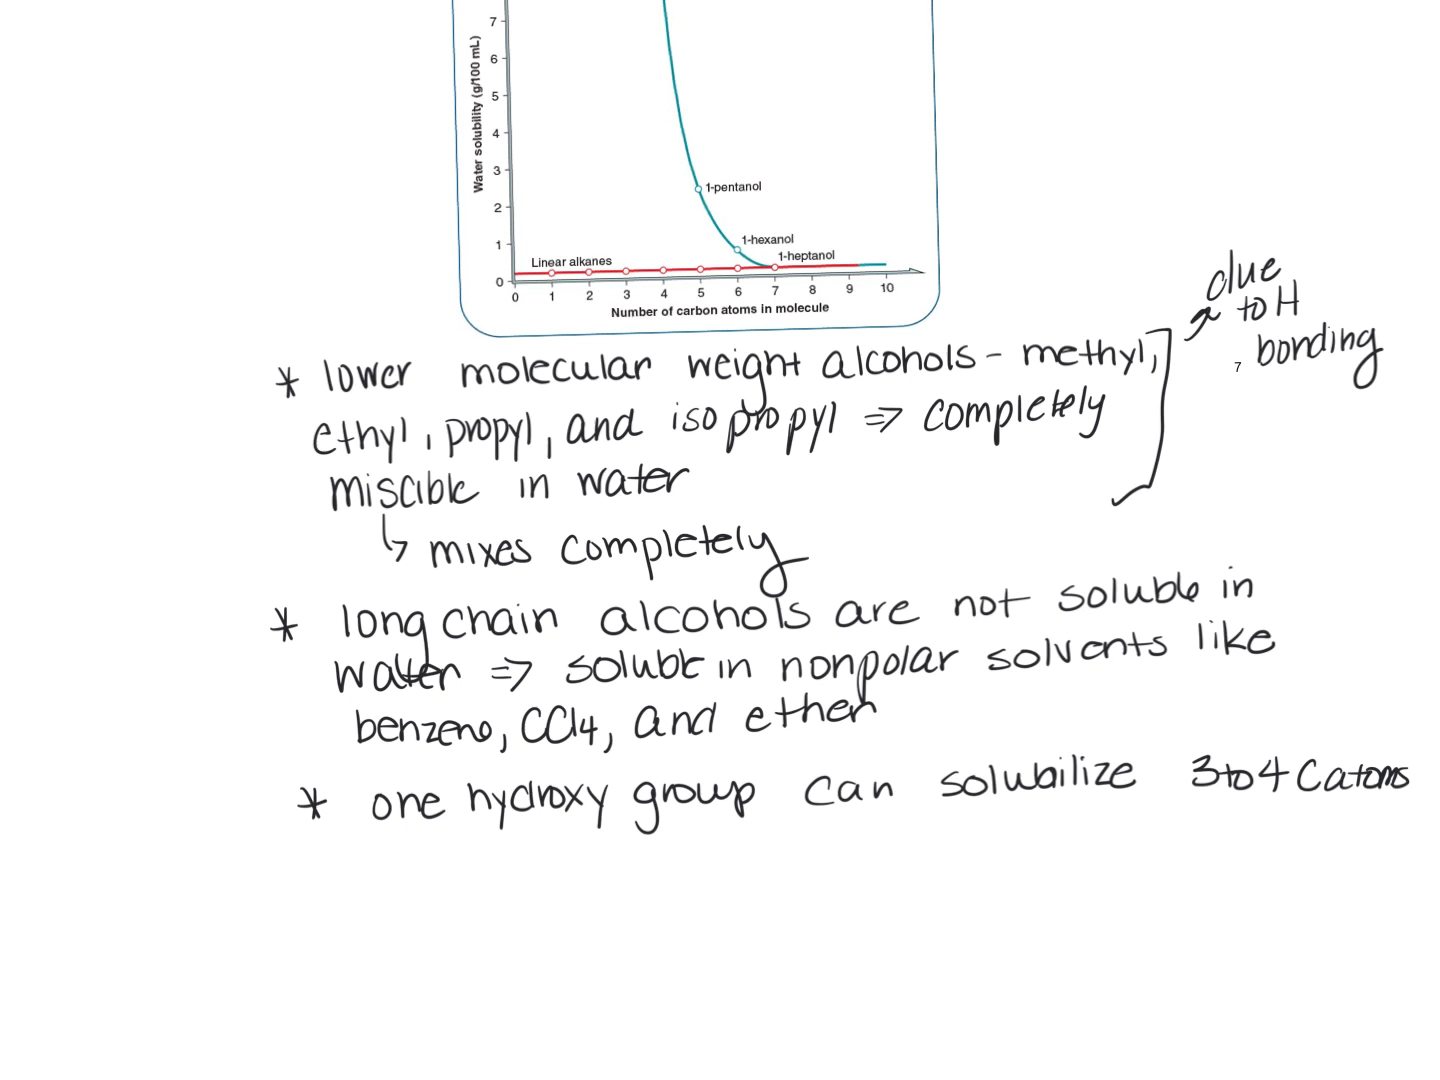 7
6
5
4
3
2
1
0
Water solubility (g/100 mL)
1-pentanol
1-hexanol
1-heptanol
Linear alkanes
0 1 2 3 4 5 6 7 8 9 10
Number of carbon atoms in molecule
due
to H
bonding
7
* lower molecular weight alcohols - methyl,
ethyl, propyl, and isopropyl => completely
miscible in water
↳ mixes completely
* long chain alcohols are not soluble in
water => soluble in nonpolar solvents like
benzene, CCl4, and ether
* one hydroxy group can solubilize 3 to 4 C atoms